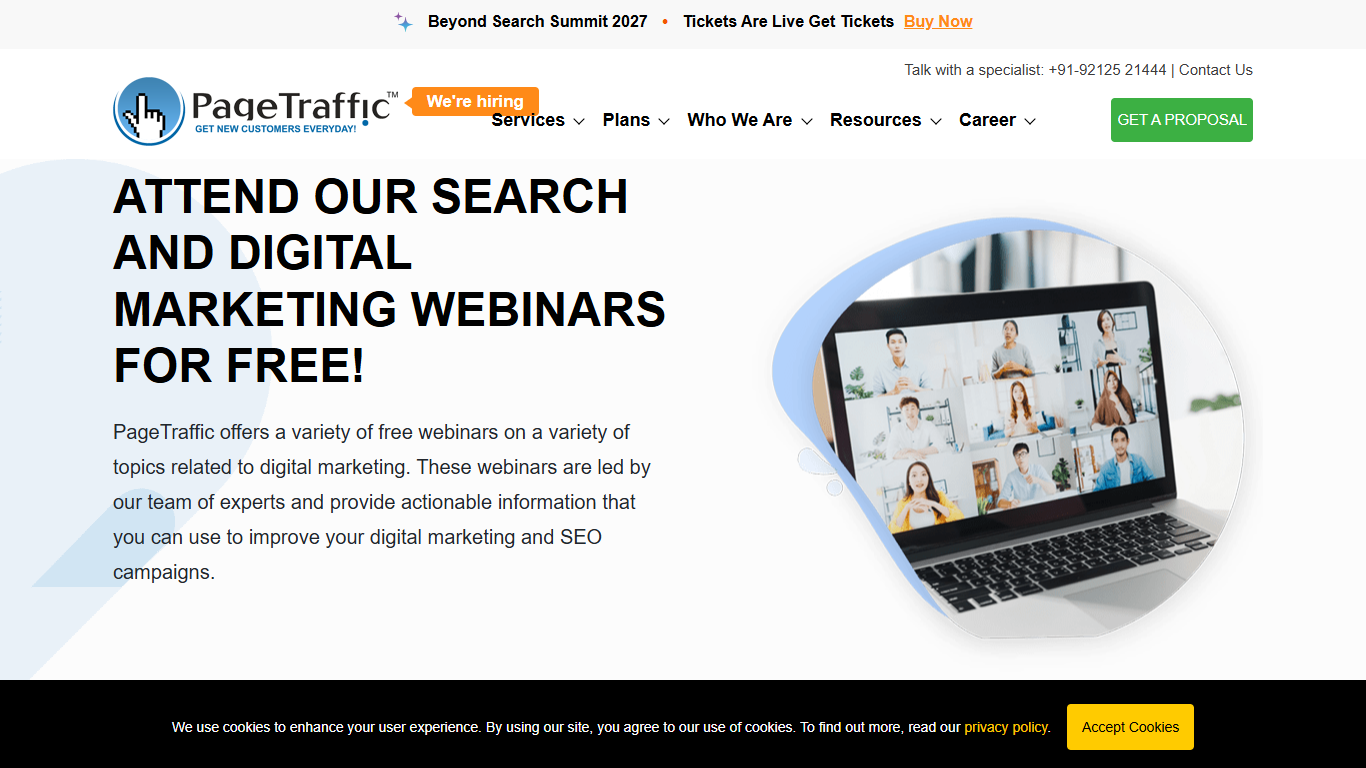 Beyond Search Summit 2027 • Tickets Are Live Get Tickets Buy Now
Talk with a specialist: +91-92125 21444 | Contact Us
PageTraffic™
GET NEW CUSTOMERS EVERYDAY!
We're hiring
Services Plans Who We Are Resources Career
GET A PROPOSAL
ATTEND OUR SEARCH
AND DIGITAL
MARKETING WEBINARS
FOR FREE!
PageTraffic offers a variety of free webinars on a variety of
topics related to digital marketing. These webinars are led by
our team of experts and provide actionable information that
you can use to improve your digital marketing and SEO
campaigns.
We use cookies to enhance your user experience. By using our site, you agree to our use of cookies. To find out more, read our privacy policy.
Accept Cookies